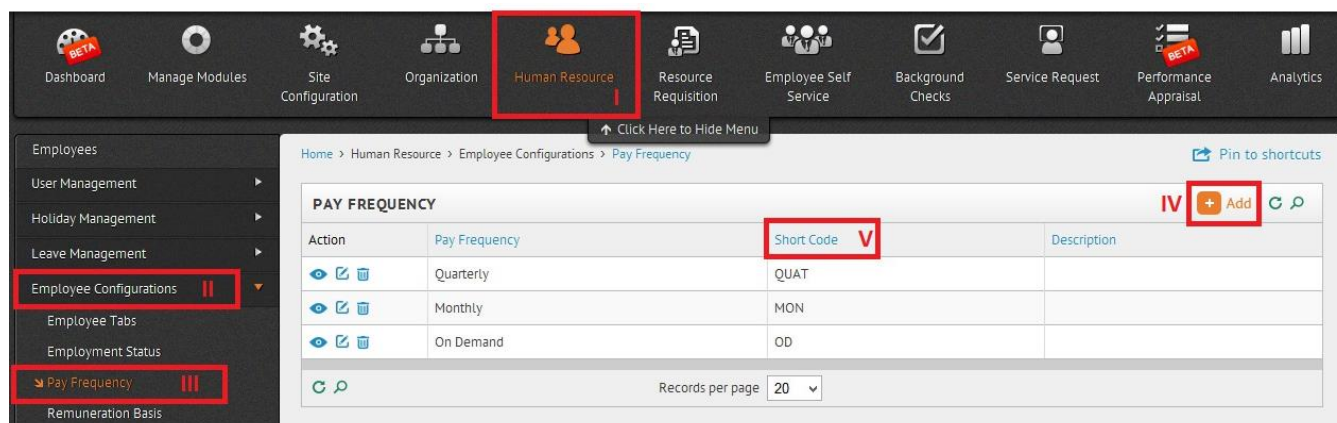 BETA
BETA
Dashboard Manage Modules Site Configuration Organization Human Resource Resource Requisition Employee Self Service Background Checks Service Request Performance Appraisal Analytics
I
Click Here to Hide Menu
Employees
User Management
Holiday Management
Leave Management
Employee Configurations II
Employee Tabs
Employment Status
Pay Frequency III
Remuneration Basis
Home > Human Resource > Employee Configurations > Pay Frequency
Pin to shortcuts
PAY FREQUENCY IV + Add
Action Pay Frequency Short Code V Description
Quarterly QUAT
Monthly MON
On Demand OD
Records per page 20